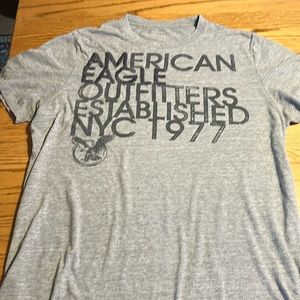 AMERICAN
EAGLE
OUTFITTERS
ESTABLISHED
NYC 1977